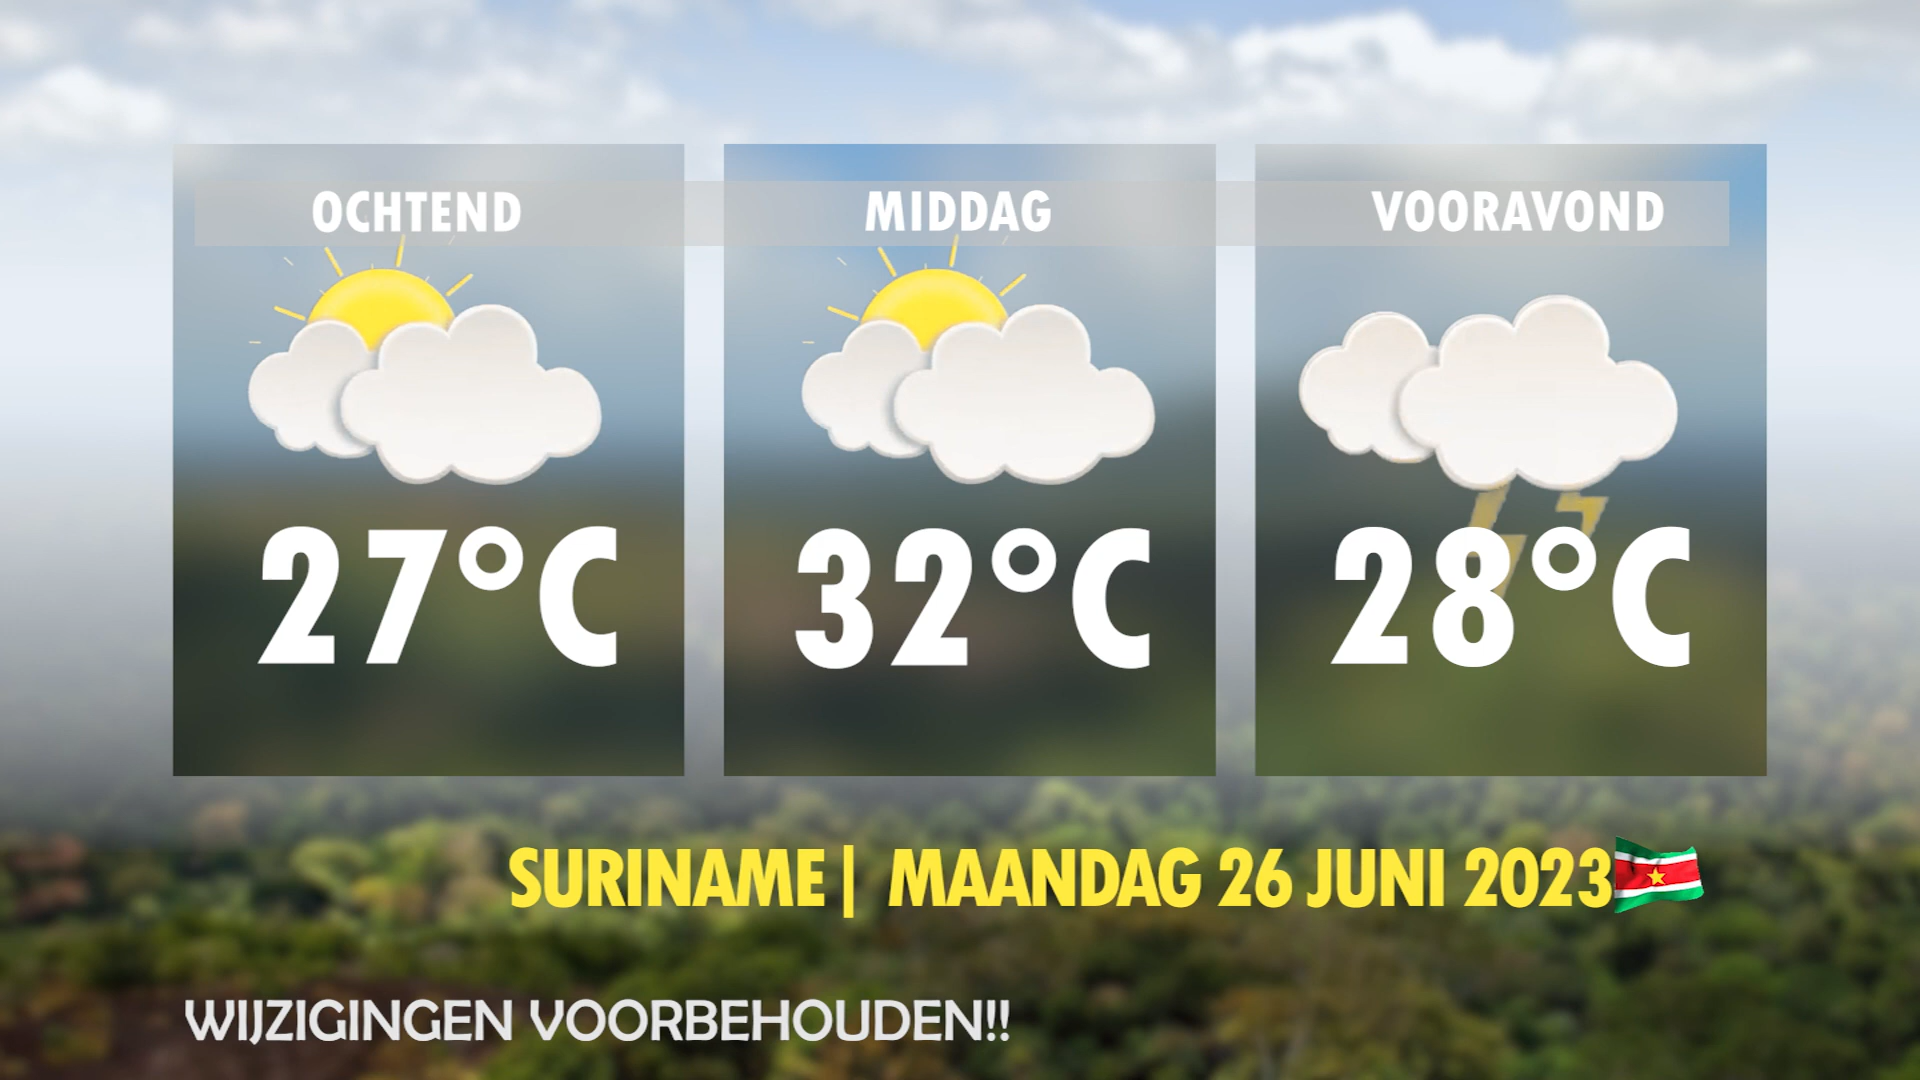 OCHTEND
MIDDAG
VOORAVOND
27°C
32°C
28°C
SURINAME| MAANDAG 26 JUNI 2023
WIJZIGINGEN VOORBEHOUDEN!!